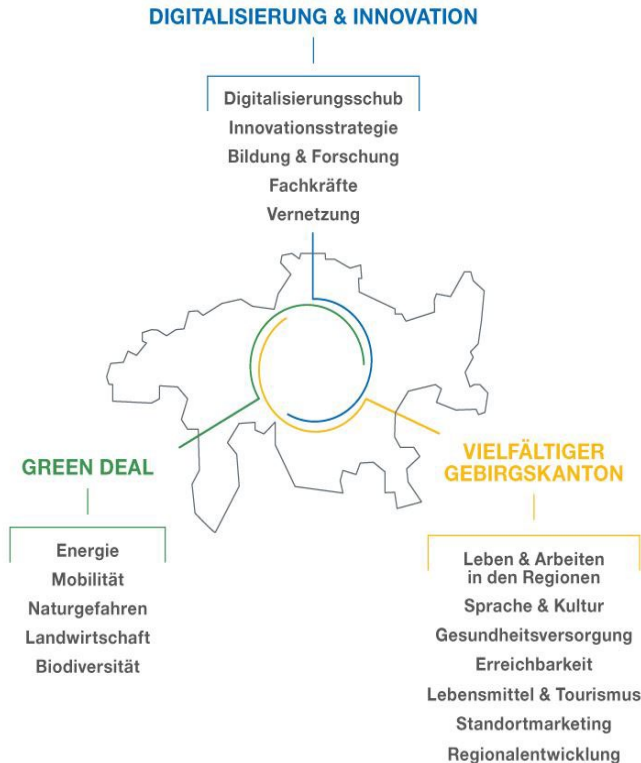 DIGITALISIERUNG & INNOVATION
Digitalisierungsschub
Innovationsstrategie
Bildung & Forschung
Fachkräfte
Vernetzung
GREEN DEAL
Energie
Mobilität
Naturgefahren
Landwirtschaft
Biodiversität
VIELFÄLTIGER
GEBIRGSKANTON
Leben & Arbeiten
in den Regionen
Sprache & Kultur
Gesundheitsversorgung
Erreichbarkeit
Lebensmittel & Tourismus
Standortmarketing
Regionalentwicklung